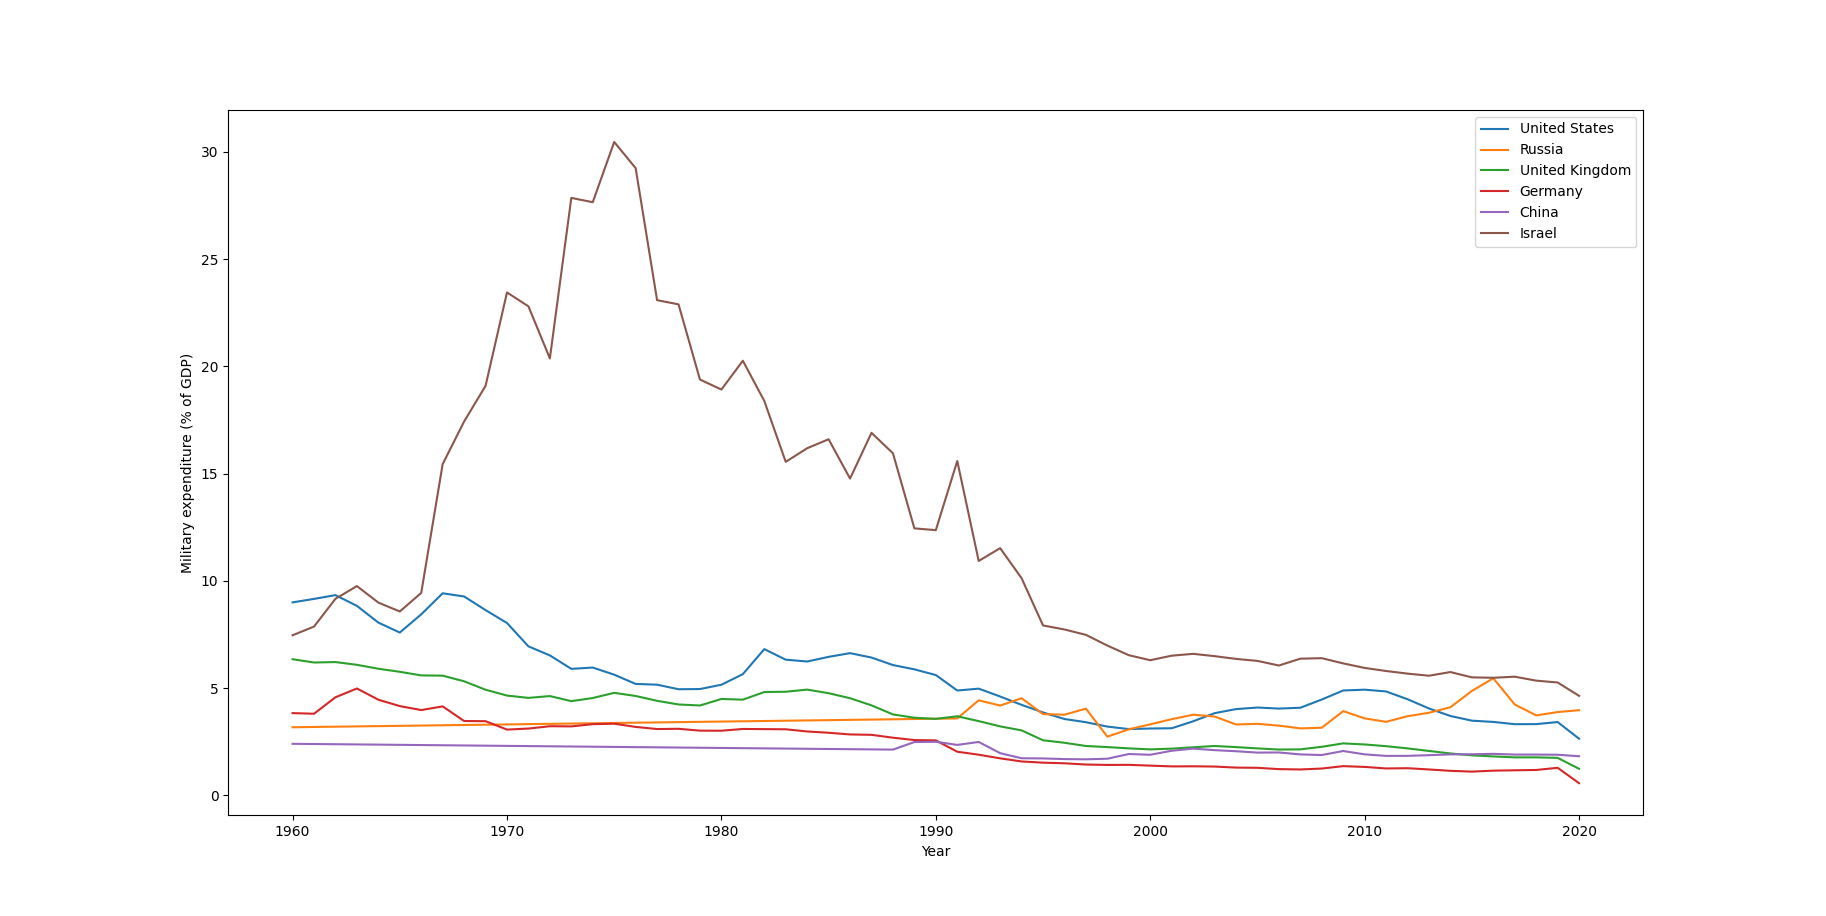 United States
Russia
United Kingdom
Germany
China
Israel
30
25
20
15
10
5
0
Military expenditure (% of GDP)
1960 1970 1980 1990 2000 2010 2020
Year